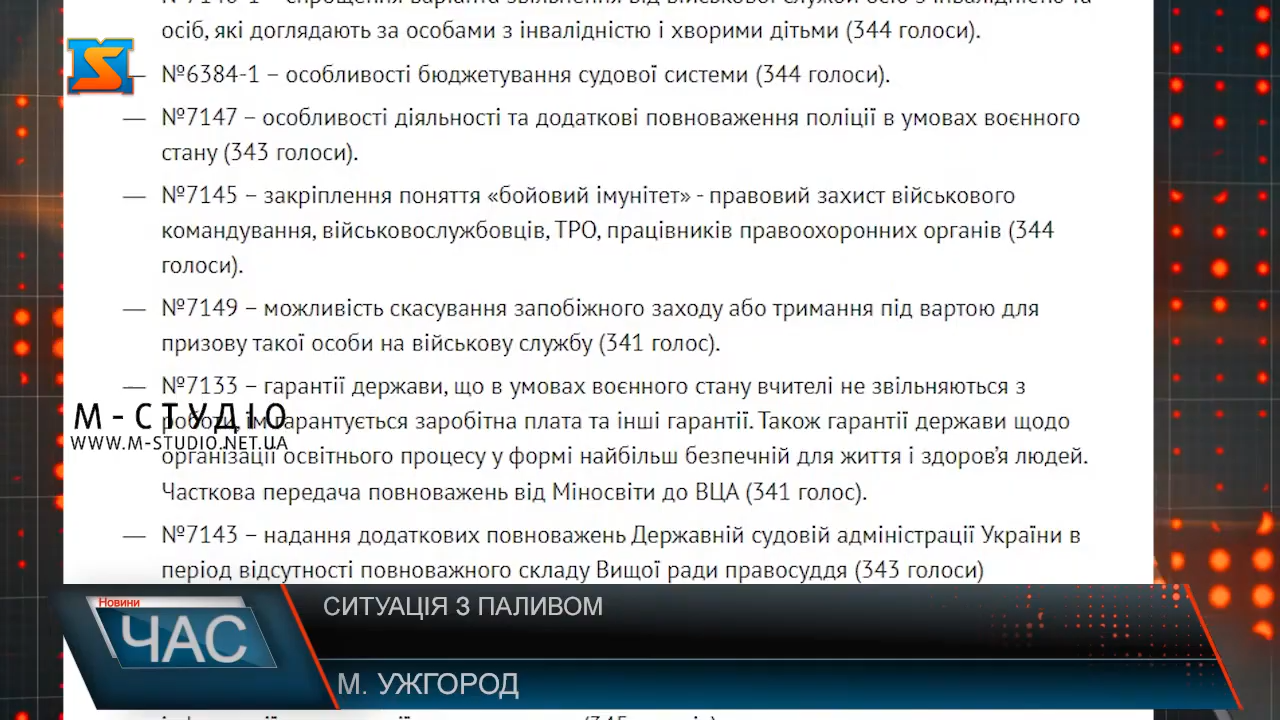 осіб, які доглядають за особами з інвалідністю і хворими дітьми (344 голоси).
— №6384-1 – особливості бюджетування судової системи (344 голоси).
— №7147 – особливості діяльності та додаткові повноваження поліції в умовах воєнного
стану (343 голоси).
— №7145 – закріплення поняття «бойовий імунітет» - правовий захист військового
командування, військовослужбовців, ТРО, працівників правоохоронних органів (344
голоси).
— №7149 – можливість скасування запобіжного заходу або тримання під вартою для
призову такої особи на військову службу (341 голос).
— №7133 – гарантії держави, що в умовах воєнного стану вчителі не звільняються з
М-СТУДІО
роботи, їм гарантується заробітна плата та інші гарантії. Також гарантії держави щодо
WWW.M-STUDIO.NET.UA
організації освітнього процесу у формі найбільш безпечній для життя і здоров’я людей.
Часткова передача повноважень від Міносвіти до ВЦА (341 голос).
— №7143 – надання додаткових повноважень Державній судовій адміністрації України в
період відсутності повноважного складу Вищої ради правосуддя (343 голоси)
Новини
ЧАС
СИТУАЦІЯ З ПАЛИВОМ
М. УЖГОРОД